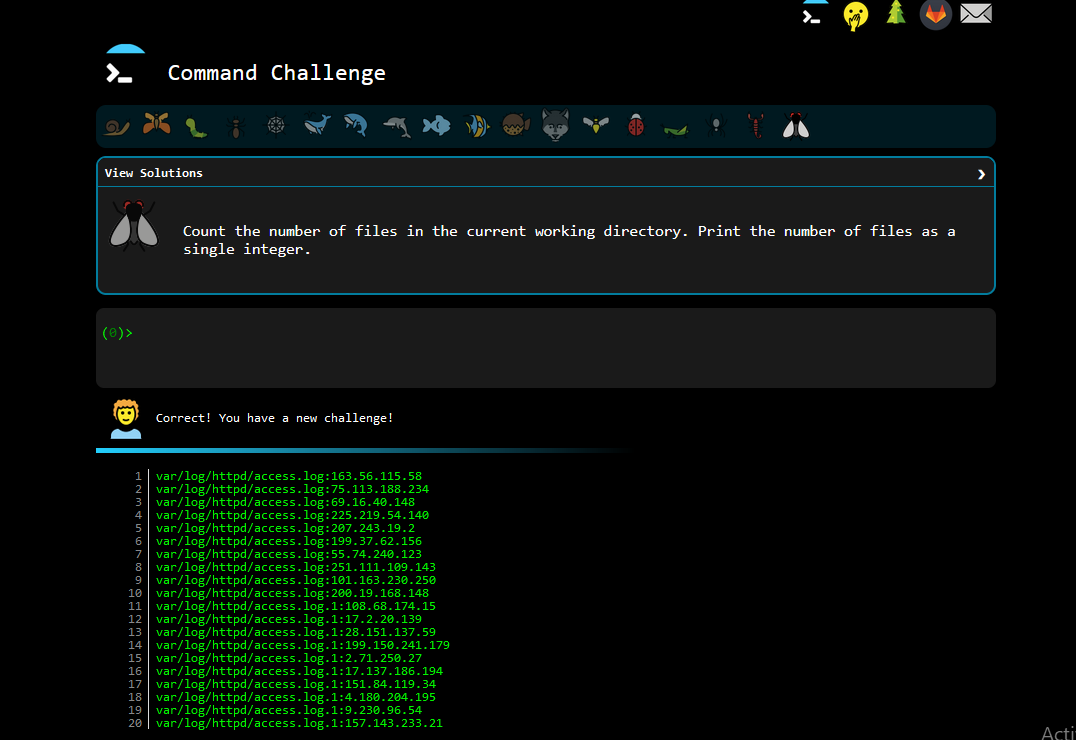 Command Challenge
View Solutions
Count the number of files in the current working directory. Print the number of files as a
single integer.
(0)>
Correct! You have a new challenge!
1 var/log/httpd/access.log:163.56.115.58
2 var/log/httpd/access.log:75.113.188.234
3 var/log/httpd/access.log:69.16.40.148
4 var/log/httpd/access.log:225.219.54.140
5 var/log/httpd/access.log:207.243.19.2
6 var/log/httpd/access.log:199.37.62.156
7 var/log/httpd/access.log:55.74.240.123
8 var/log/httpd/access.log:251.111.109.143
9 var/log/httpd/access.log:101.163.230.250
10 var/log/httpd/access.log:200.19.168.148
11 var/log/httpd/access.log.1:108.68.174.15
12 var/log/httpd/access.log.1:17.2.20.139
13 var/log/httpd/access.log.1:28.151.137.59
14 var/log/httpd/access.log.1:199.150.241.179
15 var/log/httpd/access.log.1:2.71.250.27
16 var/log/httpd/access.log.1:17.137.186.194
17 var/log/httpd/access.log.1:151.84.119.34
18 var/log/httpd/access.log.1:4.180.204.195
19 var/log/httpd/access.log.1:9.230.96.54
20 var/log/httpd/access.log.1:157.143.233.21